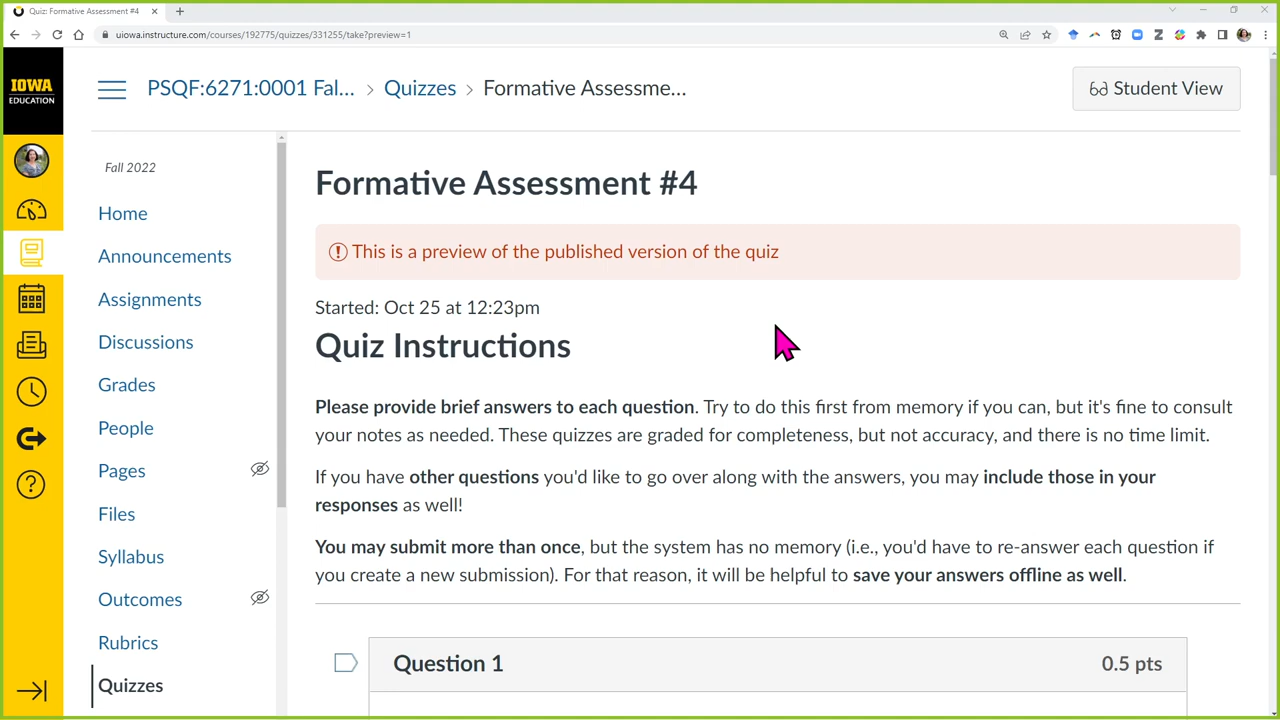 Quiz: Formative Assessment #4
uiowa.instructure.com/courses/192775/quizzes/331255/take?preview=1
IOWA
EDUCATION
PSQF:6271:0001 Fal... > Quizzes > Formative Assessme...
Student View
Fall 2022
Home
Announcements
Assignments
Discussions
Grades
People
Pages
Files
Syllabus
Outcomes
Rubrics
Quizzes
Formative Assessment #4
This is a preview of the published version of the quiz
Started: Oct 25 at 12:23pm
Quiz Instructions
Please provide brief answers to each question. Try to do this first from memory if you can, but it's fine to consult
your notes as needed. These quizzes are graded for completeness, but not accuracy, and there is no time limit.
If you have other questions you'd like to go over along with the answers, you may include those in your
responses as well!
You may submit more than once, but the system has no memory (i.e., you'd have to re-answer each question if
you create a new submission). For that reason, it will be helpful to save your answers offline as well.
Question 1
0.5 pts